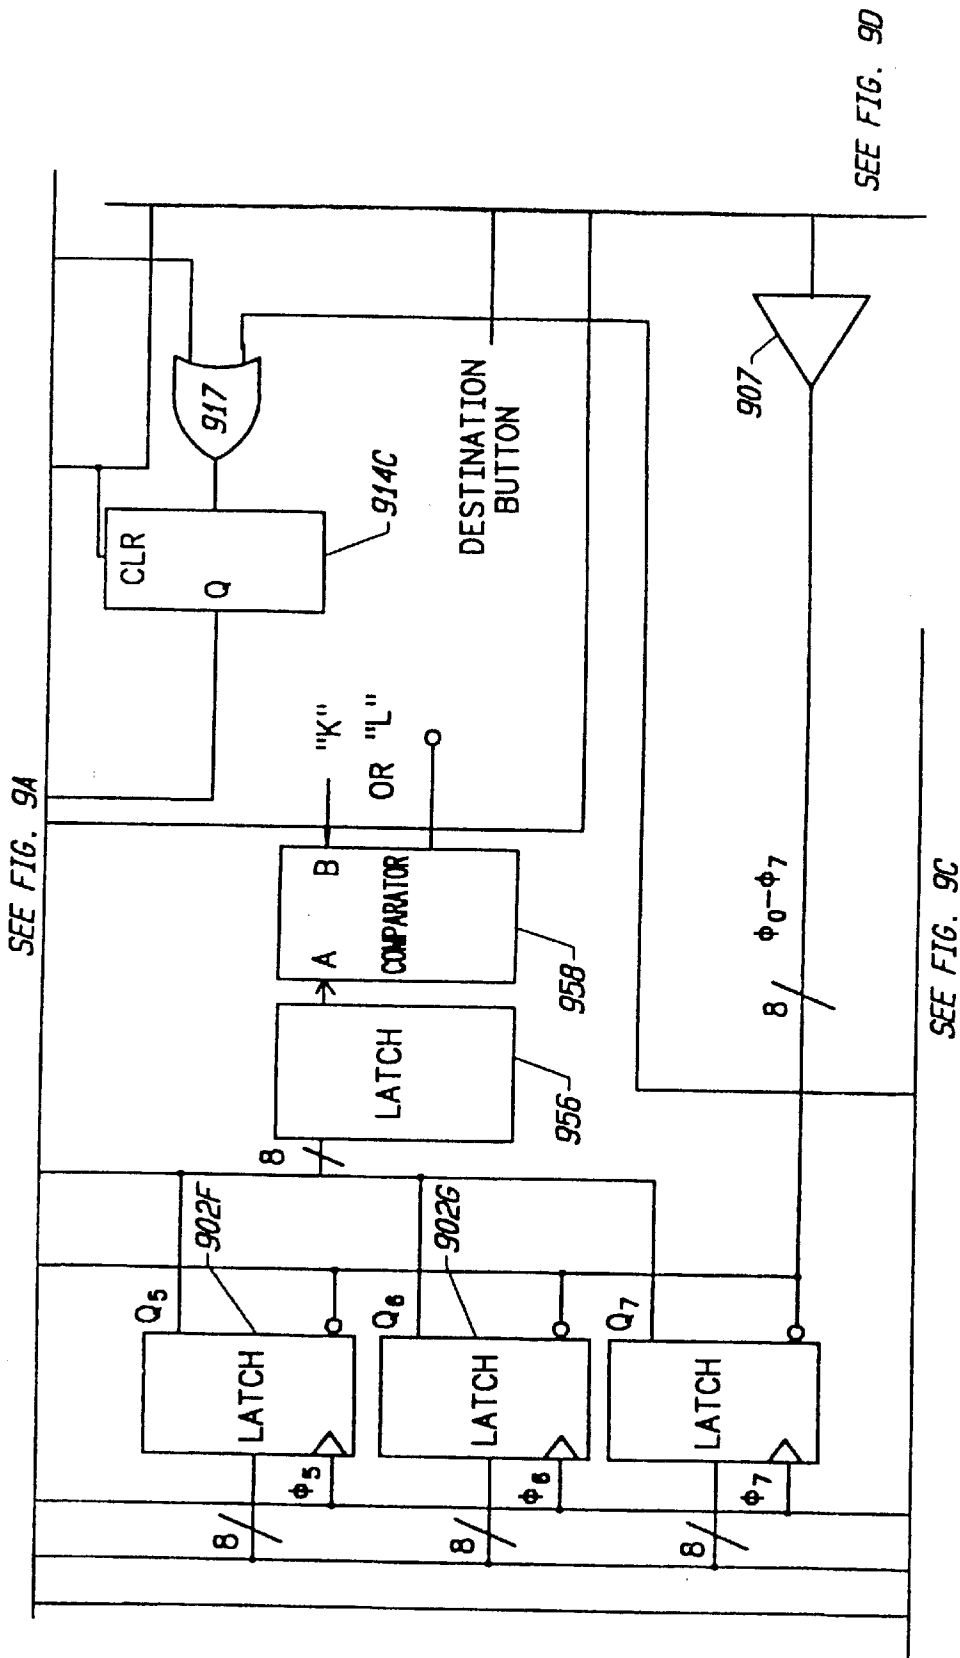 SEE FIG. 9A
Q5
902F
LATCH
Φ5
8
Q6
902G
LATCH
Φ6
8
Q7
LATCH
Φ7
8
8
LATCH
956
A
B
COMPARATOR
958
"K"
OR "L"
CLR
Q
914C
917
DESTINATION
BUTTON
8
Φ0–Φ7
907
SEE FIG. 9C
SEE FIG. 9D